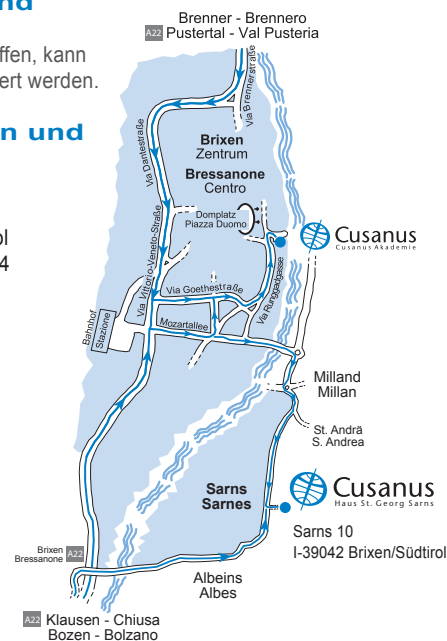 nd
ffen, kann
ert werden.
n und
ol
4
Brenner - Brennero
A22 Pustertal - Val Pusteria
Via Brennerstraße
Via Dantestraße
Brixen
Zentrum
Bressanone
Centro
Domplatz
Piazza Duomo
Cusanus
Cusanus Akademie
Via Vittorio-Veneto-Straße
Via Goethestraße
Via Runggadgasse
Mozartallee
Bahnhof
Stazione
Milland
Millan
St. Andrä
S. Andrea
Sarns
Sarnes
Cusanus
Haus St. Georg Sarns
Sarns 10
I-39042 Brixen/Südtirol
Brixen
Bressanone
A22
Albeins
Albes
A22 Klausen - Chiusa
Bozen - Bolzano